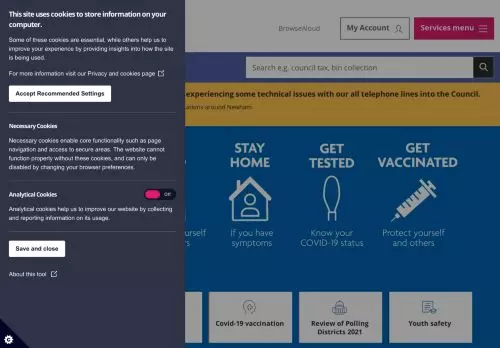 This site uses cookies to store information on your
computer.
Some of these cookies are essential, while others help us to
improve your experience by providing insights into how the site
is being used.
For more information visit our Privacy and cookies page
Accept Recommended Settings
Necessary Cookies
Necessary cookies enable core functionality such as page
navigation and access to secure areas. The website cannot
function properly without these cookies, and can only be
disabled by changing your browser preferences.
Analytical Cookies
Off
Analytical cookies help us to improve our website by collecting
and reporting information on its usage.
Save and close
About this tool
BrowseAloud
My Account
Services menu
Search e.g. council tax, bin collection
experiencing some technical issues with our all telephone lines into the Council.
around Newham.
STAY
HOME
If you have
symptoms
GET
TESTED
Know your
COVID-19 status
GET
VACCINATED
Protect yourself
and others
Covid-19 vaccination
Review of Polling
Districts 2021
Youth safety